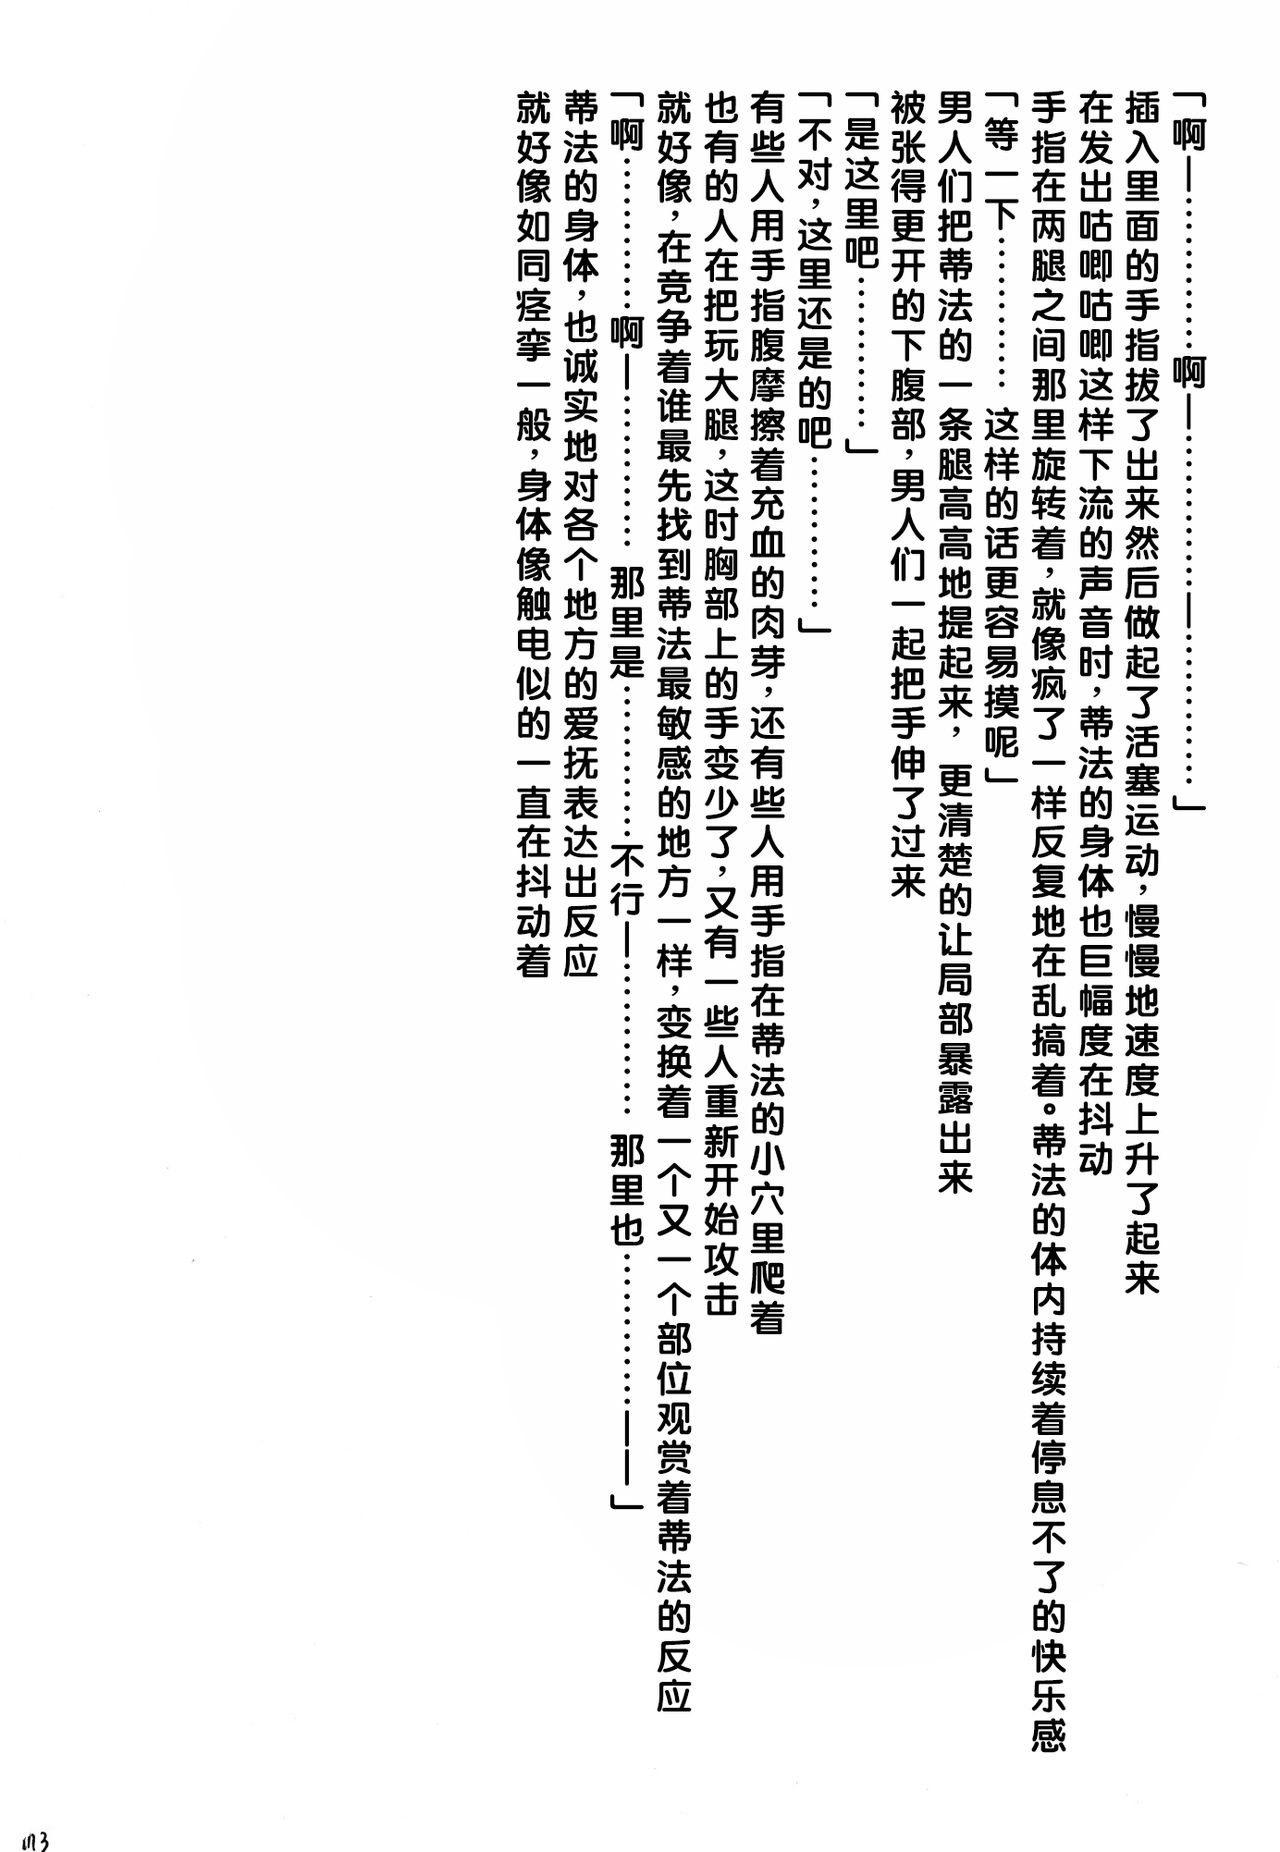 「啊—…………啊—…………—…………」
插入里面的手指拔了出来然后做起了活塞运动，慢慢地速度上升了起来
在发出咕唧咕唧这样下流的声音时，蒂法的身体也巨幅度在抖动
手指在两腿之间那里旋转着，就像疯了一样反复地在乱搞着。蒂法的体内持续着停息不了的快乐感
「等一下………… 这样的话更容易摸呢」
男人们把蒂法的一条腿高高地提起来，更清楚的让局部暴露出来
被张得更开的下腹部，男人们一起把手伸了过来
「是这里吧…………」
「不对，这里还是的吧…………」
有些人用手指腹摩擦着充血的肉芽，还有些人用手指在蒂法的小穴里爬着
也有的人在把玩大腿，这时胸部上的手变少了，又有一些人重新开始攻击
就好像，在竞争着谁最先找到蒂法最敏感的地方一样，变换着一个又一个部位观赏着蒂法的反应
「啊…………啊—………… 那里是…………不行—………… 那里也…………——」
蒂法的身体，也诚实地对各个地方的爱抚表达出反应
就好像如同痉挛一般，身体像触电似的一直在抖动着